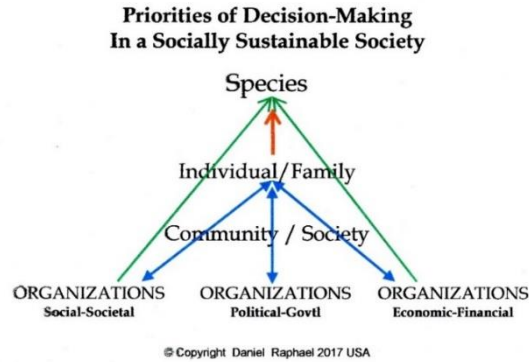 Priorities of Decision-Making
In a Socially Sustainable Society
Species
Individual/Family
Community / Society
ORGANIZATIONS ORGANIZATIONS ORGANIZATIONS
Social-Societal Political-Govtl Economic-Financial
© Copyright Daniel Raphael 2017 USA